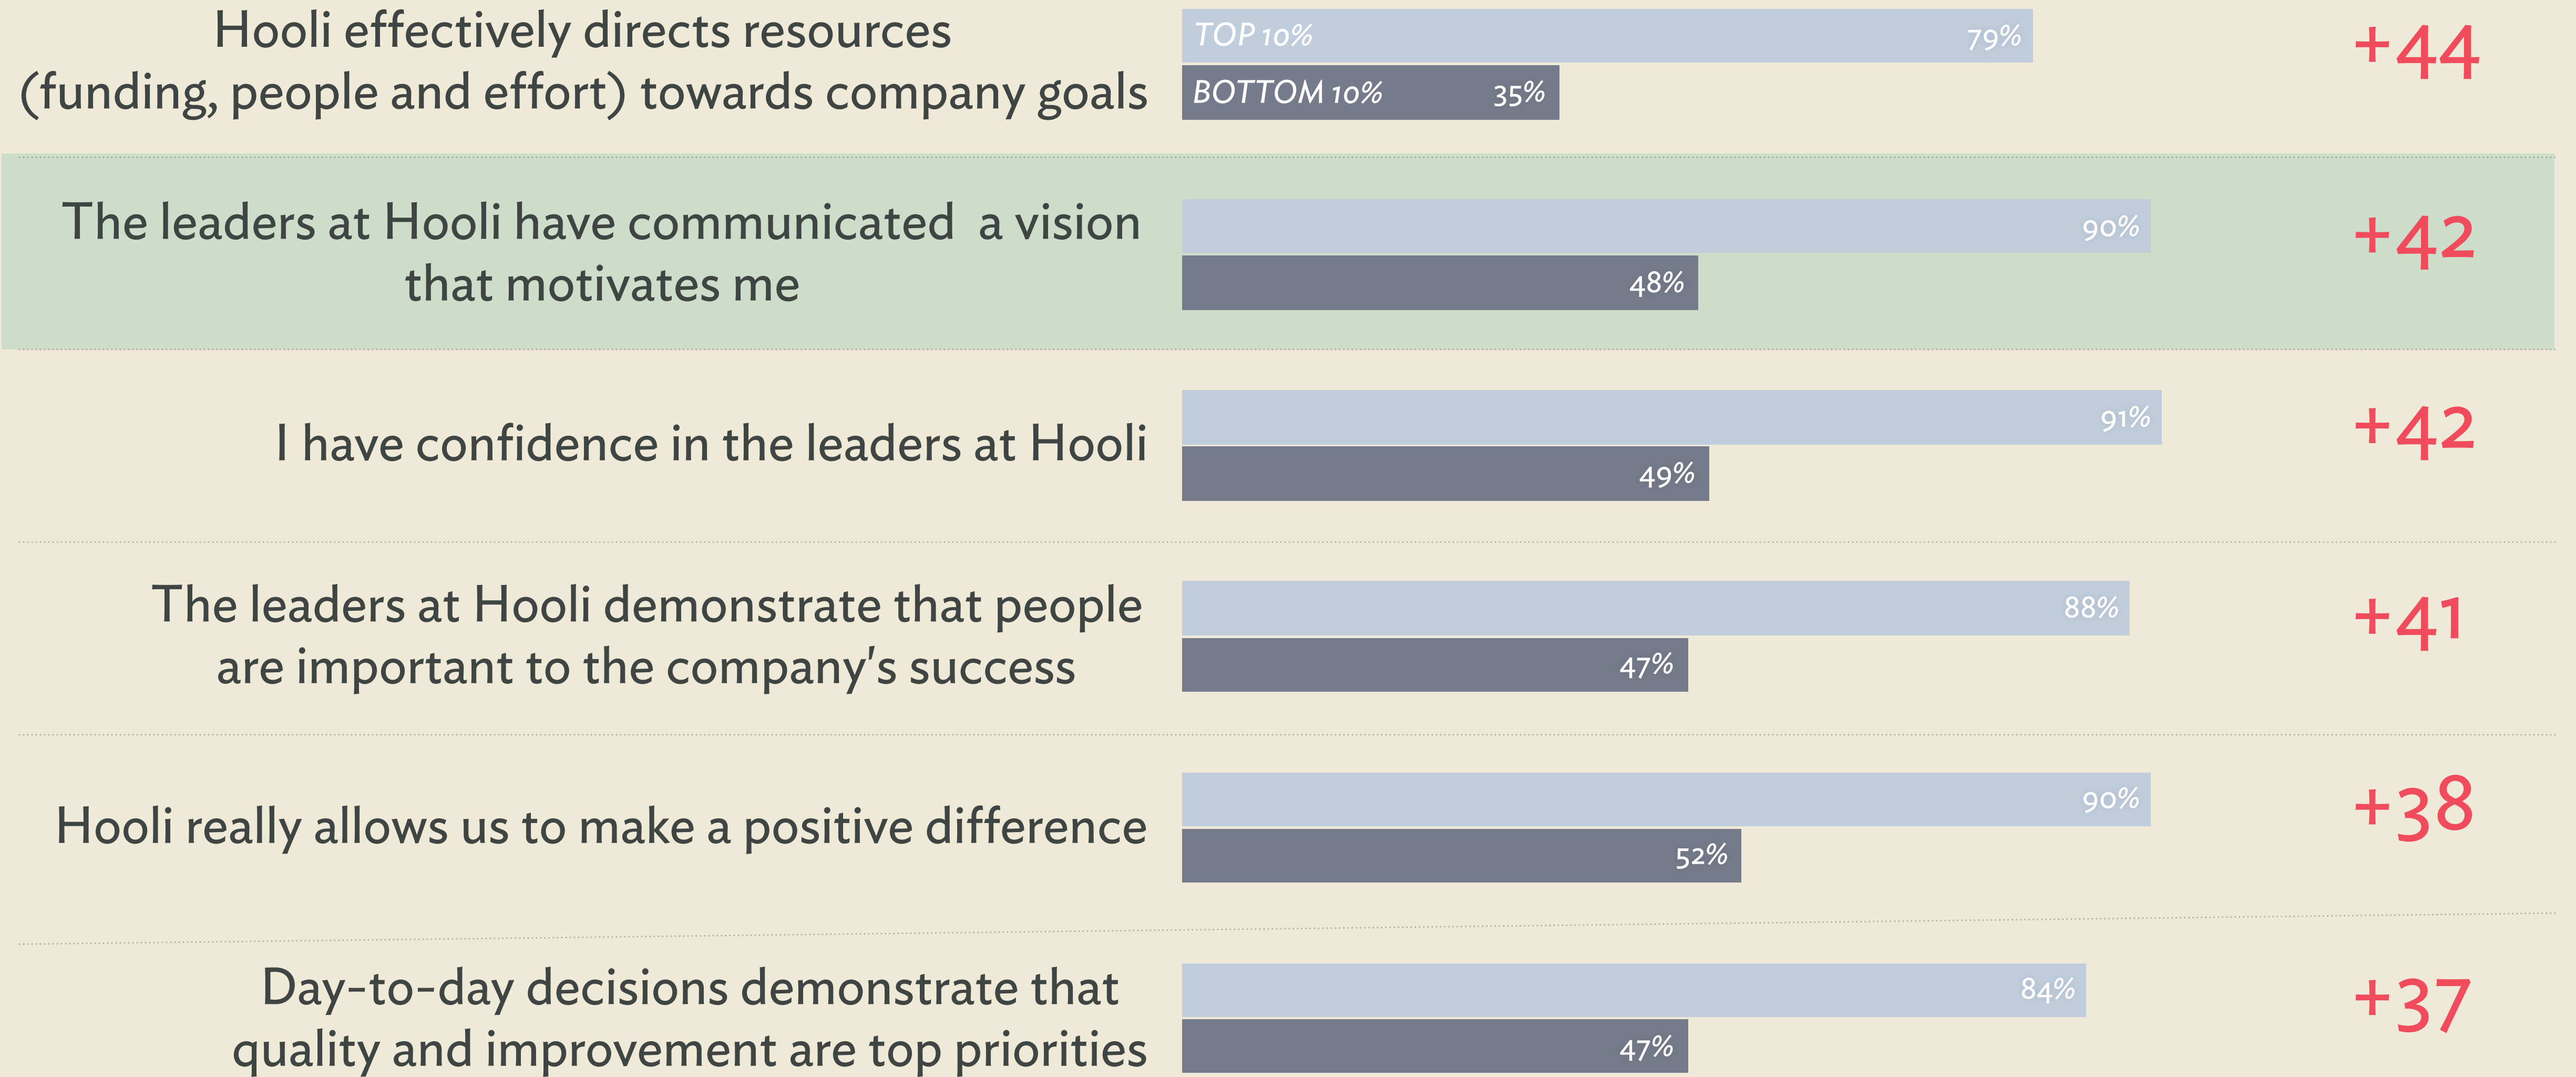 Hooli effectively directs resources
(funding, people and effort) towards company goals
TOP 10% 79%
BOTTOM 10% 35%
+44
The leaders at Hooli have communicated  a vision
that motivates me
90%
48%
+42
I have confidence in the leaders at Hooli
91%
49%
+42
The leaders at Hooli demonstrate that people
are important to the company's success
88%
47%
+41
Hooli really allows us to make a positive difference
90%
52%
+38
Day-to-day decisions demonstrate that
quality and improvement are top priorities
84%
47%
+37